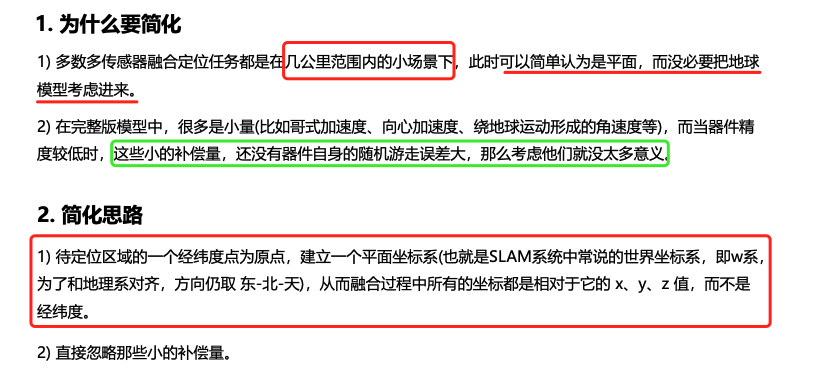 1. 为什么要简化
1) 多数多传感器融合定位任务都是在几公里范围内的小场景下，此时可以简单认为是平面，而没必要把地球
模型考虑进来。
2) 在完整版模型中，很多是小量(比如哥式加速度、向心加速度、绕地球运动形成的角速度等)，而当器件精
度较低时，这些小的补偿量，还没有器件自身的随机游走误差大，那么考虑他们就没太多意义。
2. 简化思路
1) 待定位区域的一个经纬度点为原点，建立一个平面坐标系(也就是SLAM系统中常说的世界坐标系，即w系，
为了和地理系对齐，方向仍取 东-北-天)，从而融合过程中所有的坐标都是相对于它的 x、y、z 值，而不是
经纬度。
2) 直接忽略那些小的补偿量。